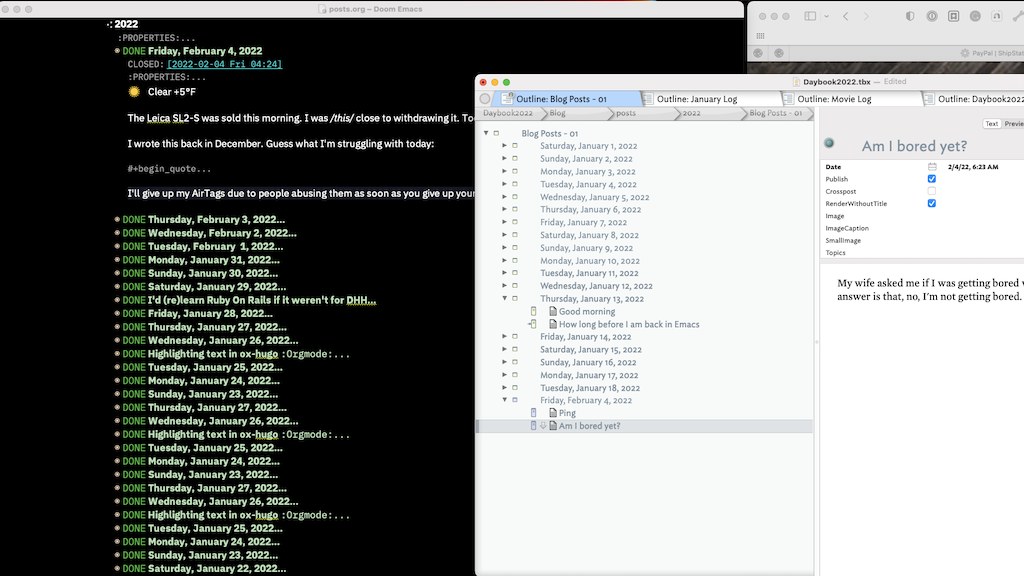 posts.org – Doom Emacs
2022
:PROPERTIES:...
DONE Friday, February 4, 2022
CLOSED: [2022-02-04 Fri 04:24]
:PROPERTIES:...
Clear +5°F
The Leica SL2-S was sold this morning. I was /this/ close to withdrawing it. To
I wrote this back in December. Guess what I'm struggling with today:
#+begin_quote...
I'll give up my AirTags due to people abusing them as soon as you give up your
DONE Thursday, February 3, 2022...
DONE Wednesday, February 2, 2022...
DONE Tuesday, February  1, 2022...
DONE Monday, January 31, 2022...
DONE Sunday, January 30, 2022...
DONE Saturday, January 29, 2022...
DONE I'd (re)learn Ruby On Rails if it weren't for DHH...
DONE Friday, January 28, 2022...
DONE Thursday, January 27, 2022...
DONE Wednesday, January 26, 2022...
DONE Highlighting text in ox-hugo :Orgmode:...
DONE Tuesday, January 25, 2022...
DONE Monday, January 24, 2022...
DONE Sunday, January 23, 2022...
DONE Thursday, January 27, 2022...
DONE Wednesday, January 26, 2022...
DONE Highlighting text in ox-hugo :Orgmode:...
DONE Tuesday, January 25, 2022...
DONE Monday, January 24, 2022...
DONE Sunday, January 23, 2022...
DONE Thursday, January 27, 2022...
DONE Wednesday, January 26, 2022...
DONE Highlighting text in ox-hugo :Orgmode:...
DONE Tuesday, January 25, 2022...
DONE Monday, January 24, 2022...
DONE Sunday, January 23, 2022...
DONE Saturday, January 22, 2022...
PayPal | ShipStat
Daybook2022.tbx — Edited
Outline: Blog Posts - 01
Outline: January Log
Outline: Movie Log
Outline: Daybook2022
Daybook2022
Blog
posts
2022
Blog Posts - 01
Blog Posts - 01
Saturday, January 1, 2022
Sunday, January 2, 2022
Monday, January 3, 2022
Tuesday, January 4, 2022
Wednesday, January 5, 2022
Thursday, January 6, 2022
Friday, January 7, 2022
Saturday, January 8, 2022
Sunday, January 9, 2022
Monday, January 10, 2022
Tuesday, January 11, 2022
Wednesday, January 12, 2022
Thursday, January 13, 2022
Good morning
How long before I am back in Emacs
Friday, January 14, 2022
Saturday, January 15, 2022
Sunday, January 16, 2022
Monday, January 17, 2022
Tuesday, January 18, 2022
Friday, February 4, 2022
Ping
Am I bored yet?
Text
Previe
Am I bored yet?
Date 2/4/22, 6:23 AM
Publish
Crosspost
RenderWithoutTitle
Image
ImageCaption
SmallImage
Topics
My wife asked me if I was getting bored
answer is that, no, I'm not getting bored.